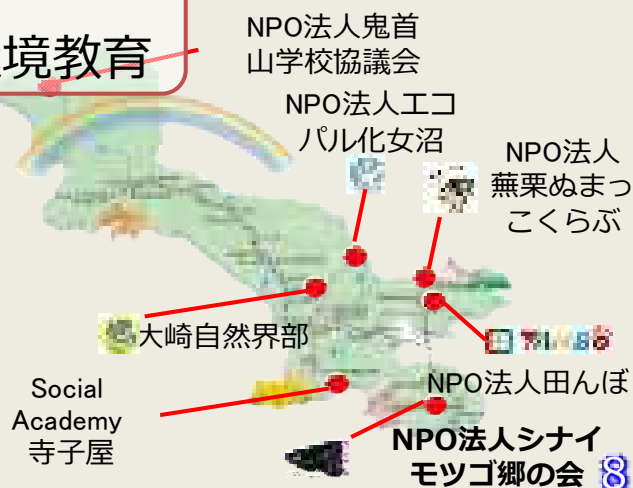 境教育
NPO法人鬼首
山学校協議会
NPO法人エコ
パル化女沼
NPO法人
蕪栗ぬまっ
こくらぶ
大崎自然界部
NPO法人田んぼ
Social
Academy
寺子屋
NPO法人シナイ
モツゴ郷の会
8